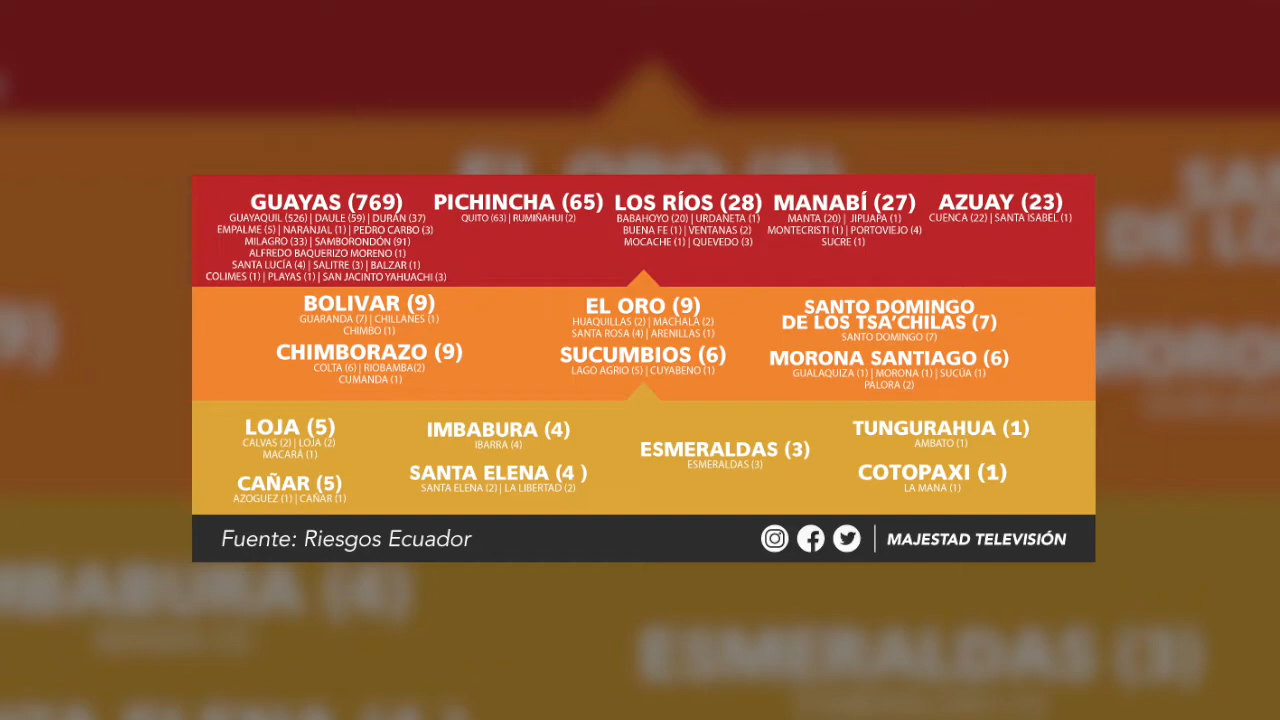 GUAYAS (769)
GUAYAQUIL (526) | DAULE (59) | DURÁN (37)
EMPALME (5) | NARANJAL (1) | PEDRO CARBO (3)
MILAGRO (33) | SAMBORONDÓN (91)
ALFREDO BAQUERIZO MORENO (1)
SANTA LUCÍA (4) | SALITRE (3) | BALZAR (1)
COLIMES (1) | PLAYAS (1) | SAN JACINTO YAHUACHI (3)
PICHINCHA (65)
QUITO (63) | RUMIÑAHUI (2)
LOS RÍOS (28)
BABAHOYO (20) | URDANETA (1)
BUENA FE (1) | VENTANAS (2)
MOCACHE (1) | QUEVEDO (3)
MANABÍ (27)
MANTA (20) | JIPIJAPA (1)
MONTECRISTI (1) | PORTOVIEJO (4)
SUCRE (1)
AZUAY (23)
CUENCA (22) | SANTA ISABEL (1)
BOLIVAR (9)
GUARANDA (7) | CHILLANES (1)
CHIMBO (1)
EL ORO (9)
HUAQUILLAS (2) | MACHALA (2)
SANTA ROSA (4) | ARENILLAS (1)
SANTO DOMINGO
DE LOS TSA'CHILAS (7)
SANTO DOMINGO (7)
CHIMBORAZO (9)
COLTA (6) | RIOBAMBA(2)
CUMANDA (1)
SUCUMBIOS (6)
LAGO AGRIO (5) | CUYABENO (1)
MORONA SANTIAGO (6)
GUALAQUIZA (1) | MORONA (1) | SUCÚA (1)
PALORA (2)
LOJA (5)
CALVAS (2) | LOJA (2)
MACARÁ (1)
IMBABURA (4)
IBARRA (4)
ESMERALDAS (3)
ESMERALDAS (3)
TUNGURAHUA (1)
AMBATO (1)
CAÑAR (5)
AZOGUEZ (1) | CAÑAR (1)
SANTA ELENA (4 )
SANTA ELENA (2) | LA LIBERTAD (2)
COTOPAXI (1)
LA MANA (1)
Fuente: Riesgos Ecuador
MAJESTAD TELEVISIÓN